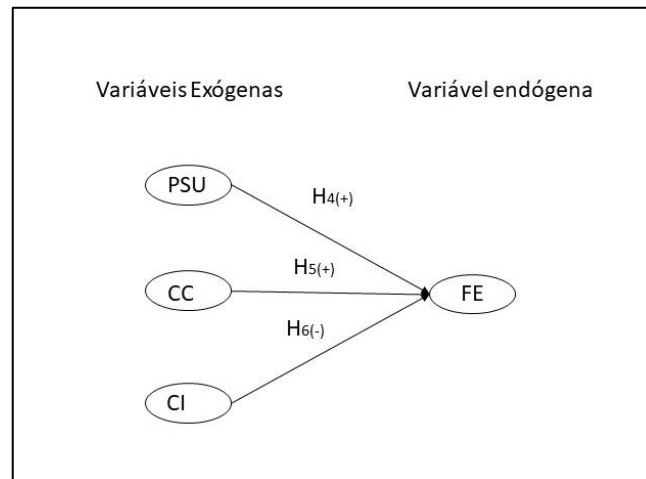 Variáveis Exógenas
Variável endógena
PSU
H4(+)
H5(+)
CC
FE
H6(-)
CI